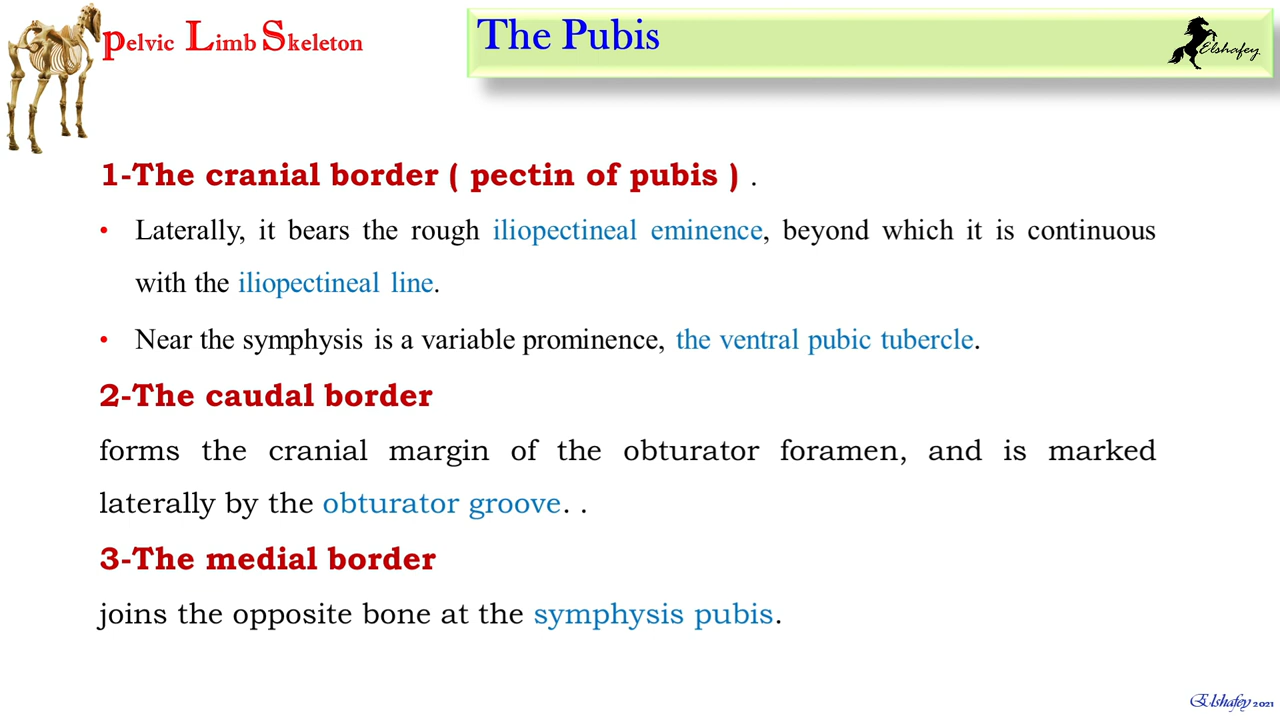 pelvic Limb Skeleton
The Pubis
Elshafey
1-The cranial border ( pectin of pubis ) .
• Laterally, it bears the rough iliopectineal eminence, beyond which it is continuous
with the iliopectineal line.
• Near the symphysis is a variable prominence, the ventral pubic tubercle.
2-The caudal border
forms the cranial margin of the obturator foramen, and is marked
laterally by the obturator groove. .
3-The medial border
joins the opposite bone at the symphysis pubis.
Elshafey 2021